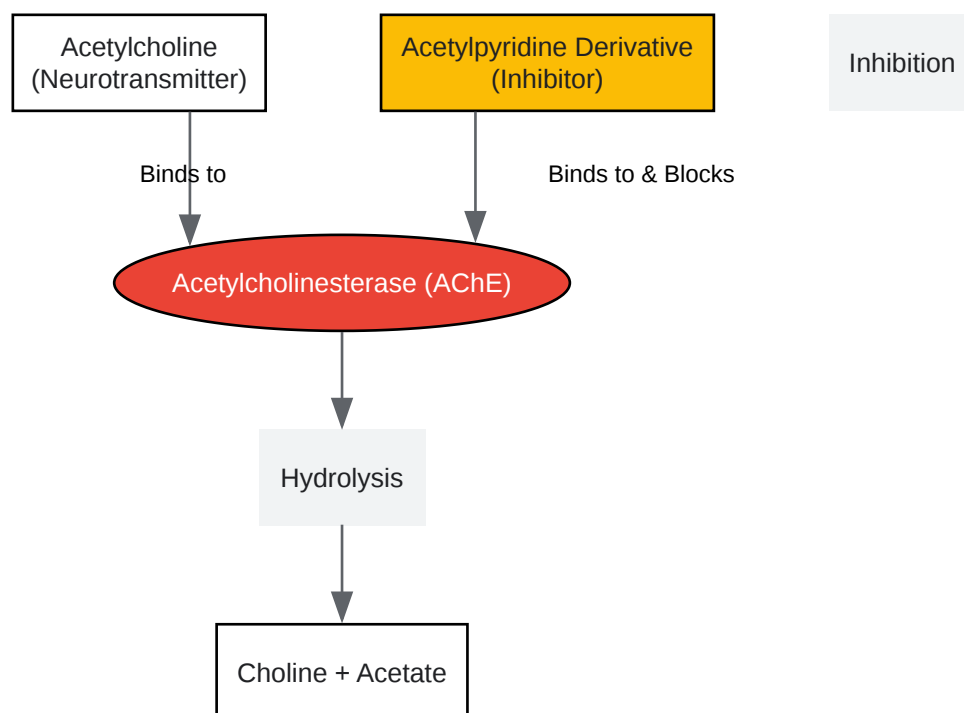 Acetylcholine
(Neurotransmitter)
Acetylpyridine Derivative
(Inhibitor)
Inhibition
Binds to
Binds to & Blocks
Acetylcholinesterase (AChE)
Hydrolysis
Choline + Acetate